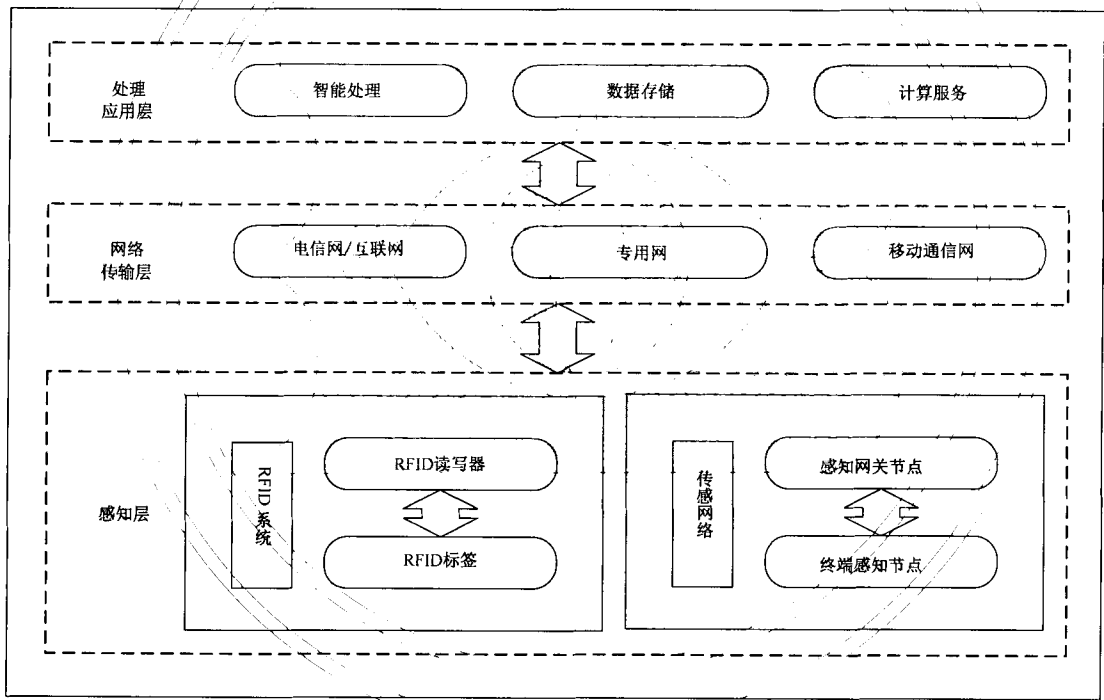 处理
应用层
智能处理
数据存储
计算服务
网络
传输层
电信网/互联网
专用网
移动通信网
感知层
RFID系统
RFID读写器
RFID标签
传感网络
感知网关节点
终端感知节点